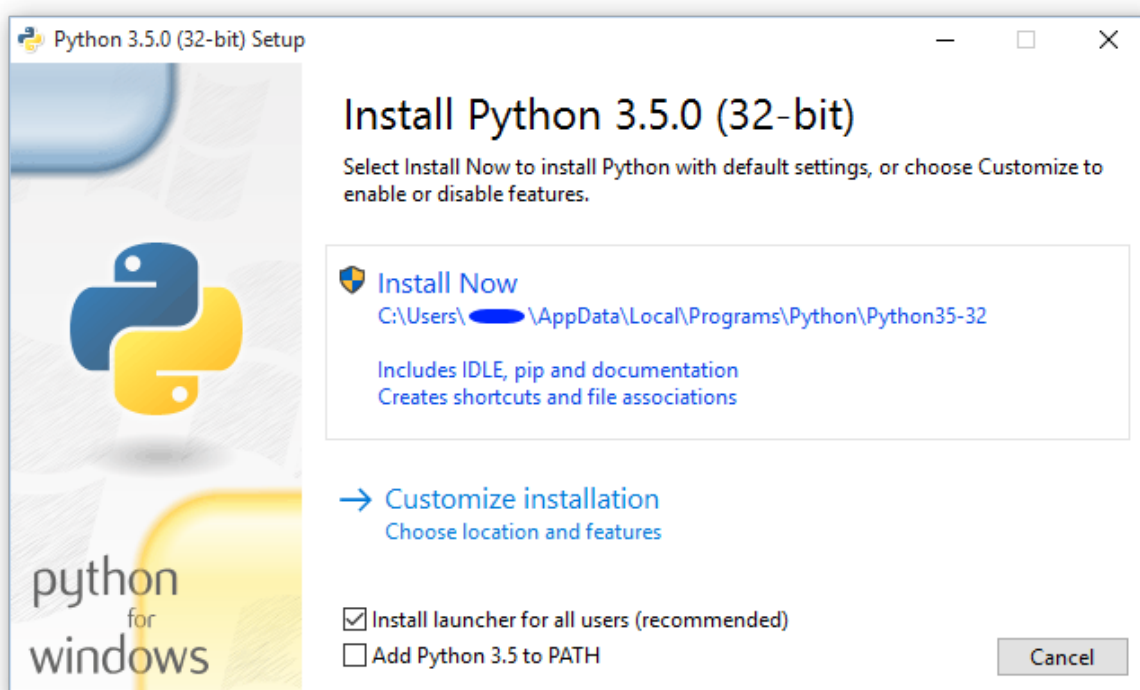 Python 3.5.0 (32-bit) Setup
Install Python 3.5.0 (32-bit)
Select Install Now to install Python with default settings, or choose Customize to
enable or disable features.
Install Now
C:\Users\ \AppData\Local\Programs\Python\Python35-32
Includes IDLE, pip and documentation
Creates shortcuts and file associations
Customize installation
Choose location and features
python
for
windows
Install launcher for all users (recommended)
Add Python 3.5 to PATH
Cancel